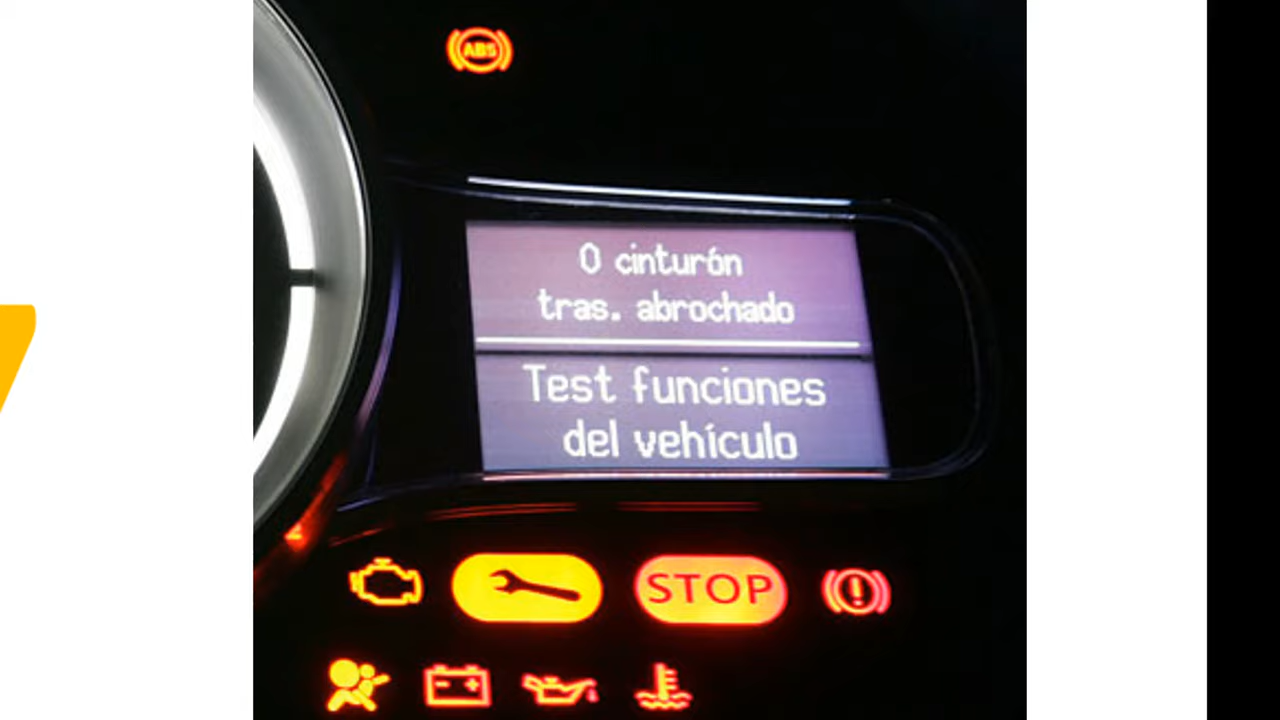 ABS
0 cinturón
tras. abrochado
Test funciones
del vehículo
STOP